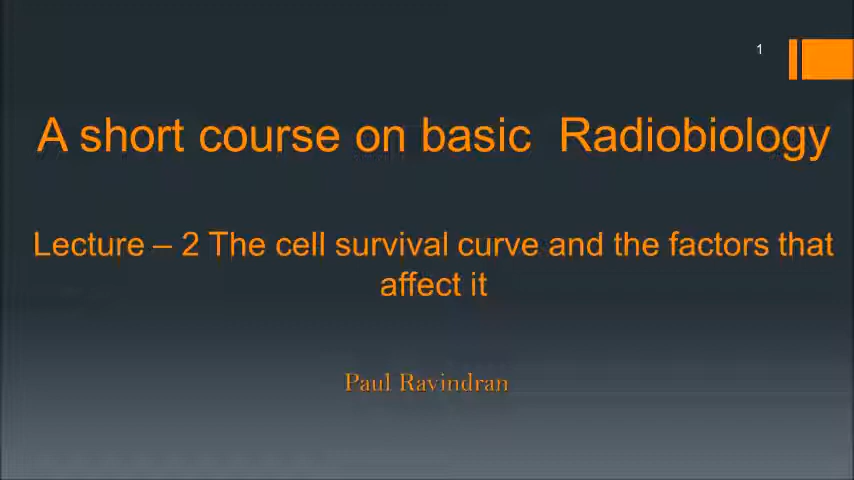 1
A short course on basic  Radiobiology
Lecture – 2 The cell survival curve and the factors that
affect it
Paul Ravindran